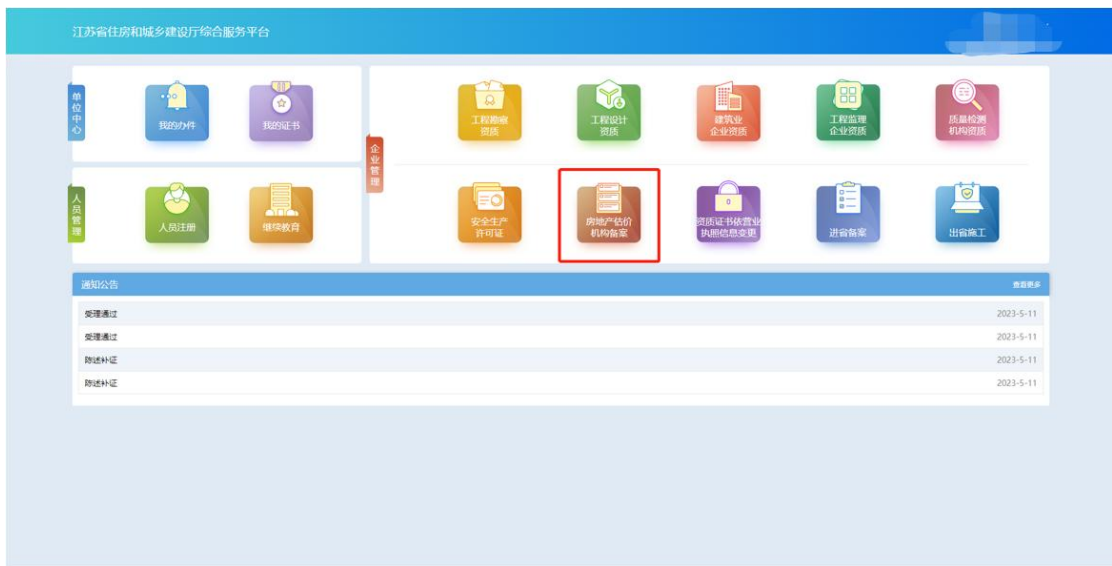 江苏省住房和城乡建设厅综合服务平台
单位中心
我的办件
我的证书
企业管理
工程勘察
资质
工程设计
资质
建筑业
企业资质
工程监理
企业资质
质量检测
机构资质
人员管理
人员注册
继续教育
安全生产
许可证
房地产估价
机构备案
资质证书依营业
执照信息变更
进省备案
出省施工
通知公告
查看更多
受理通过
2023-5-11
受理通过
2023-5-11
陈述补证
2023-5-11
陈述补证
2023-5-11